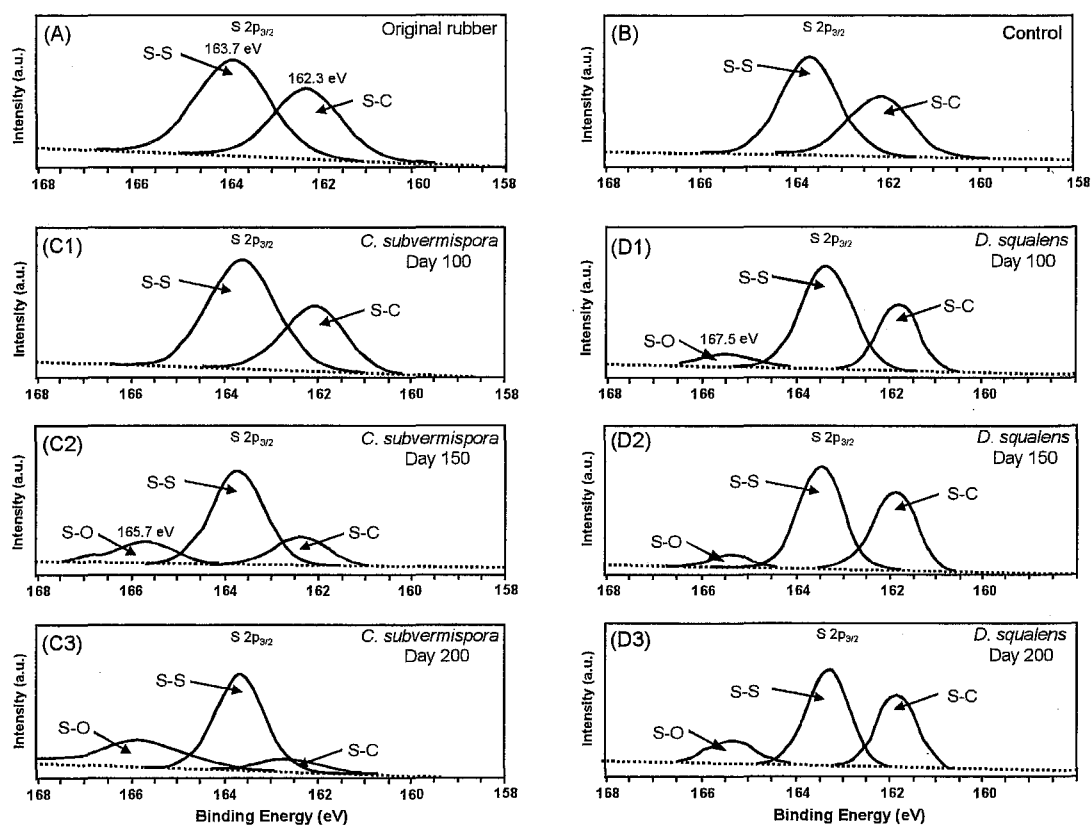 (A) S 2p3/2 Original rubber
S-S 163.7 eV
162.3 eV
S-C
Intensity (a.u.)
168 166 164 162 160 158
(B) S 2p3/2 Control
S-S
S-C
Intensity (a.u.)
168 166 164 162 160 158
(C1) S 2p3/2 C. subvermispora
Day 100
S-S
S-C
Intensity (a.u.)
168 166 164 162 160 158
(D1) S 2p3/2 D. squalens
Day 100
S-S
S-C
S-O 167.5 eV
Intensity (a.u.)
168 166 164 162 160
(C2) S 2p3/2 C. subvermispora
Day 150
S-S
S-O 165.7 eV
S-C
Intensity (a.u.)
168 166 164 162 160 158
(D2) S 2p3/2 D. squalens
Day 150
S-S
S-C
S-O
Intensity (a.u.)
168 166 164 162 160
(C3) S 2p3/2 C. subvermispora
Day 200
S-S
S-O
S-C
Intensity (a.u.)
168 166 164 162 160 158
Binding Energy (eV)
(D3) S 2p3/2 D. squalens
Day 200
S-S
S-C
S-O
Intensity (a.u.)
168 166 164 162 160
Binding Energy (eV)